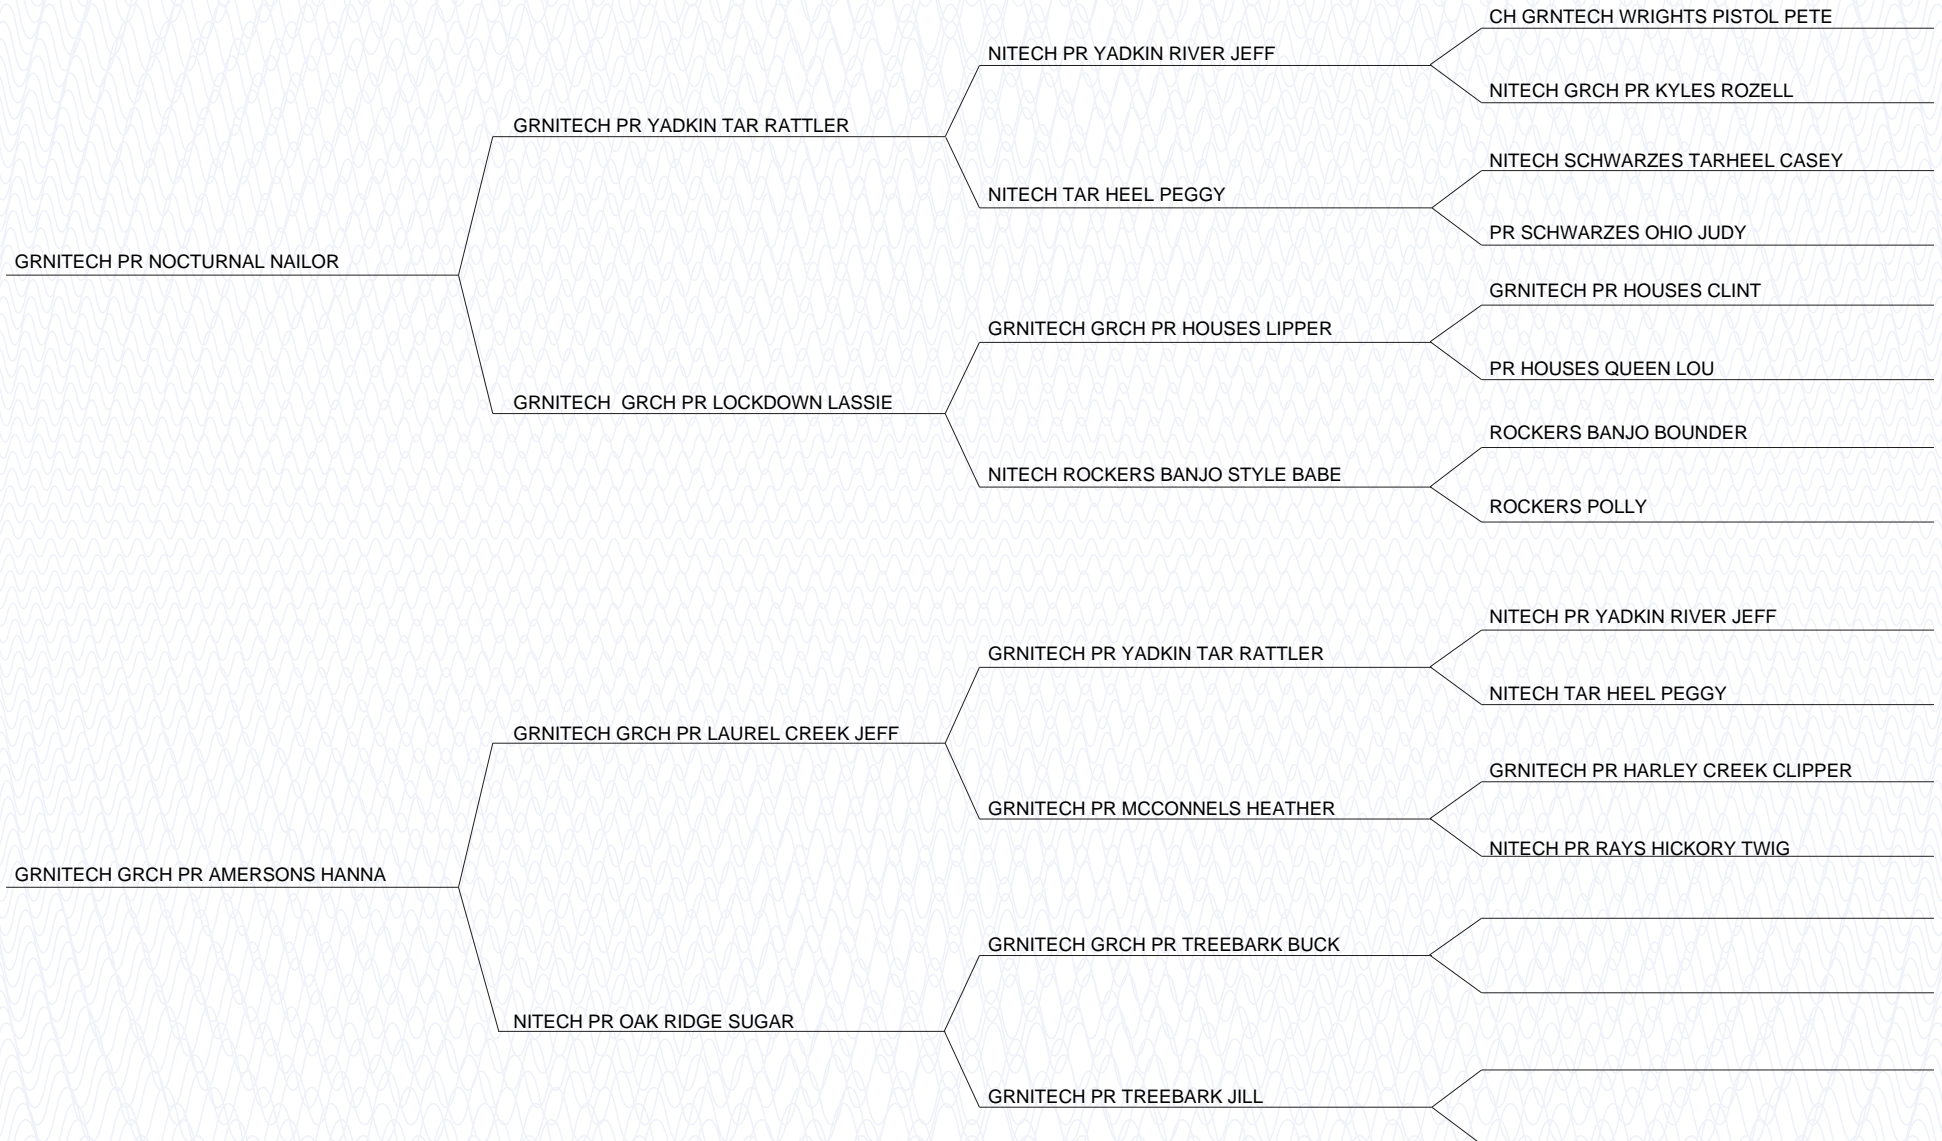 CH GRNTECH WRIGHTS PISTOL PETE
NITECH PR YADKIN RIVER JEFF
NITECH GRCH PR KYLES ROZELL
GRNITECH PR YADKIN TAR RATTLER
NITECH SCHWARZES TARHEEL CASEY
NITECH TAR HEEL PEGGY
PR SCHWARZES OHIO JUDY
GRNITECH PR NOCTURNAL NAILOR
GRNITECH PR HOUSES CLINT
GRNITECH GRCH PR HOUSES LIPPER
PR HOUSES QUEEN LOU
GRNITECH  GRCH PR LOCKDOWN LASSIE
ROCKERS BANJO BOUNDER
NITECH ROCKERS BANJO STYLE BABE
ROCKERS POLLY
NITECH PR YADKIN RIVER JEFF
GRNITECH PR YADKIN TAR RATTLER
NITECH TAR HEEL PEGGY
GRNITECH GRCH PR LAUREL CREEK JEFF
GRNITECH PR HARLEY CREEK CLIPPER
GRNITECH PR MCCONNELS HEATHER
NITECH PR RAYS HICKORY TWIG
GRNITECH GRCH PR AMERSONS HANNA
GRNITECH GRCH PR TREEBARK BUCK
NITECH PR OAK RIDGE SUGAR
GRNITECH PR TREEBARK JILL